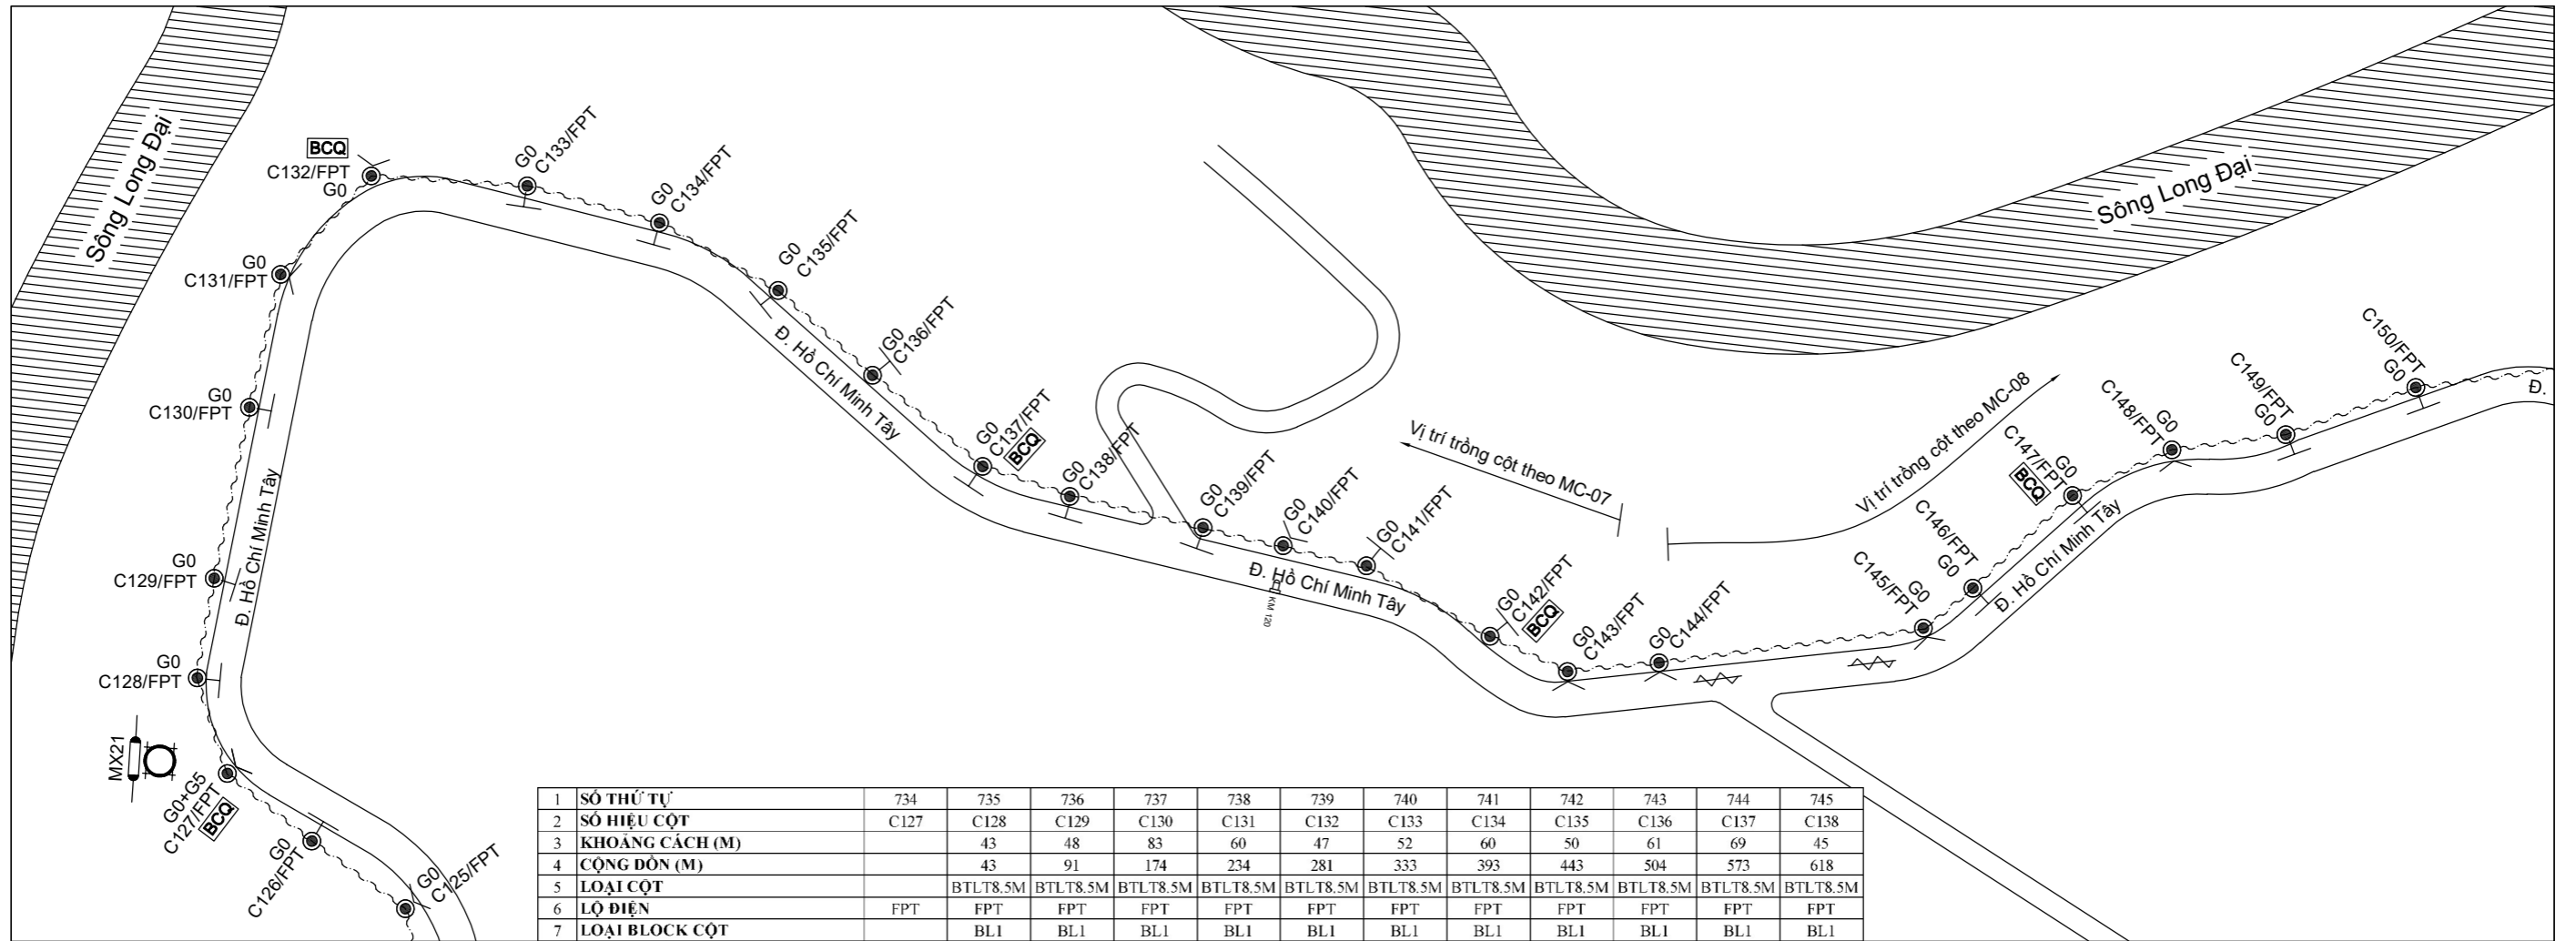 Sông Long Đại
Sông Long Đại
BCQ
C132/FPT
G0
G0
C133/FPT
G0
C134/FPT
G0
C135/FPT
G0
C131/FPT
G0
C136/FPT
Đ. Hồ Chí Minh Tây
G0
C130/FPT
G0
C137/FPT
BCQ
G0
C138/FPT
G0
C139/FPT
G0
C140/FPT
G0
C141/FPT
Vị trí trồng cột theo MC-07
Vị trí trồng cột theo MC-08
C150/FPT
G0
C149/FPT
G0
C148/FPT
G0
C147/FPT
G0
BCQ
Đ.
C146/FPT
G0
C145/FPT
G0
Đ. Hồ Chí Minh Tây
Đ. Hồ Chí Minh Tây
KM 120
G0
C142/FPT
BCQ
G0
C143/FPT
G0
C144/FPT
G0
C129/FPT
Đ. Hồ Chí Minh Tây
G0
C128/FPT
MX21
G0+G5
C127/FPT
BCQ
G0
C126/FPT
G0
C125/FPT
1 SỐ THỨ TỰ 734 735 736 737 738 739 740 741 742 743 744 745
2 SỐ HIỆU CỘT C127 C128 C129 C130 C131 C132 C133 C134 C135 C136 C137 C138
3 KHOẢNG CÁCH (M) 43 48 83 60 47 52 60 50 61 69 45
4 CỘNG DỒN (M) 43 91 174 234 281 333 393 443 504 573 618
5 LOẠI CỘT BTLT8.5M BTLT8.5M BTLT8.5M BTLT8.5M BTLT8.5M BTLT8.5M BTLT8.5M BTLT8.5M BTLT8.5M BTLT8.5M BTLT8.5M
6 LỘ ĐIỆN FPT FPT FPT FPT FPT FPT FPT FPT FPT FPT FPT FPT
7 LOẠI BLOCK CỘT BL1 BL1 BL1 BL1 BL1 BL1 BL1 BL1 BL1 BL1 BL1